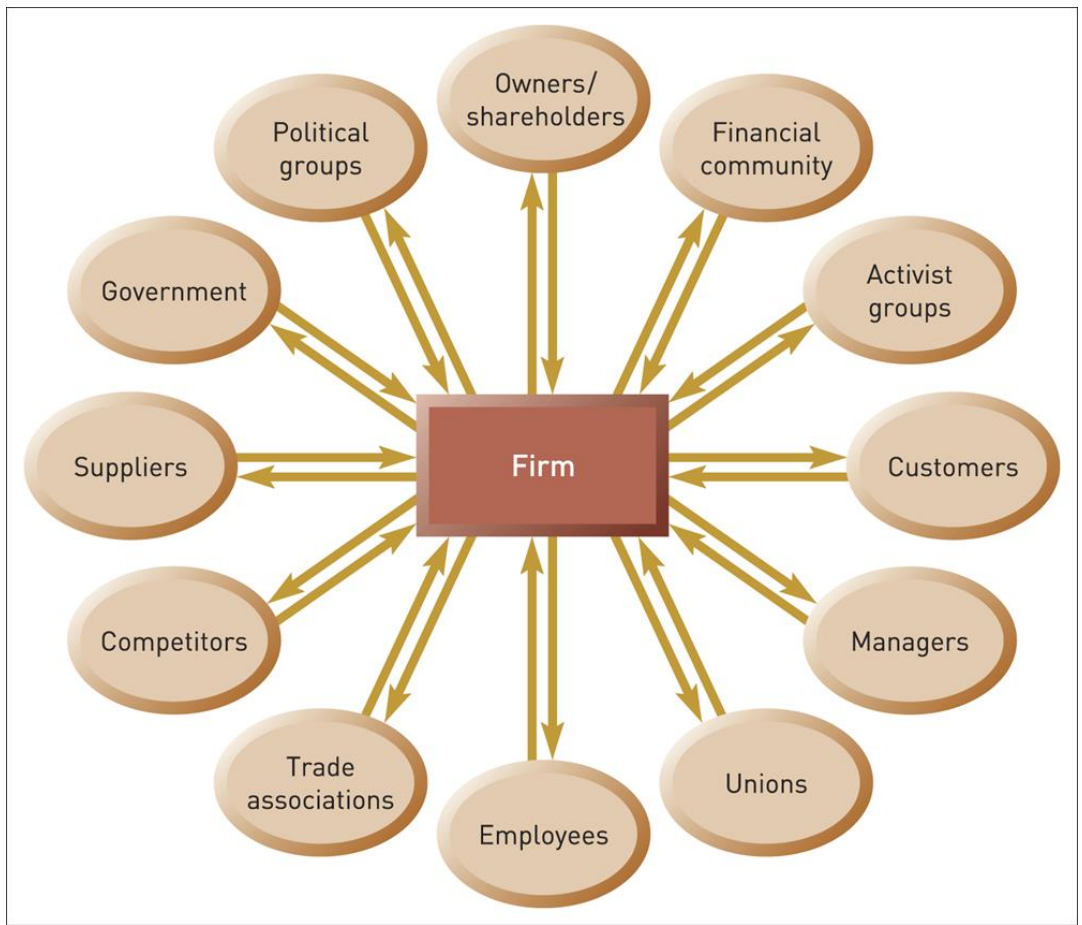 Owners/
shareholders
Political
groups
Financial
community
Government
Activist
groups
Suppliers
Firm
Customers
Competitors
Managers
Trade
associations
Employees
Unions